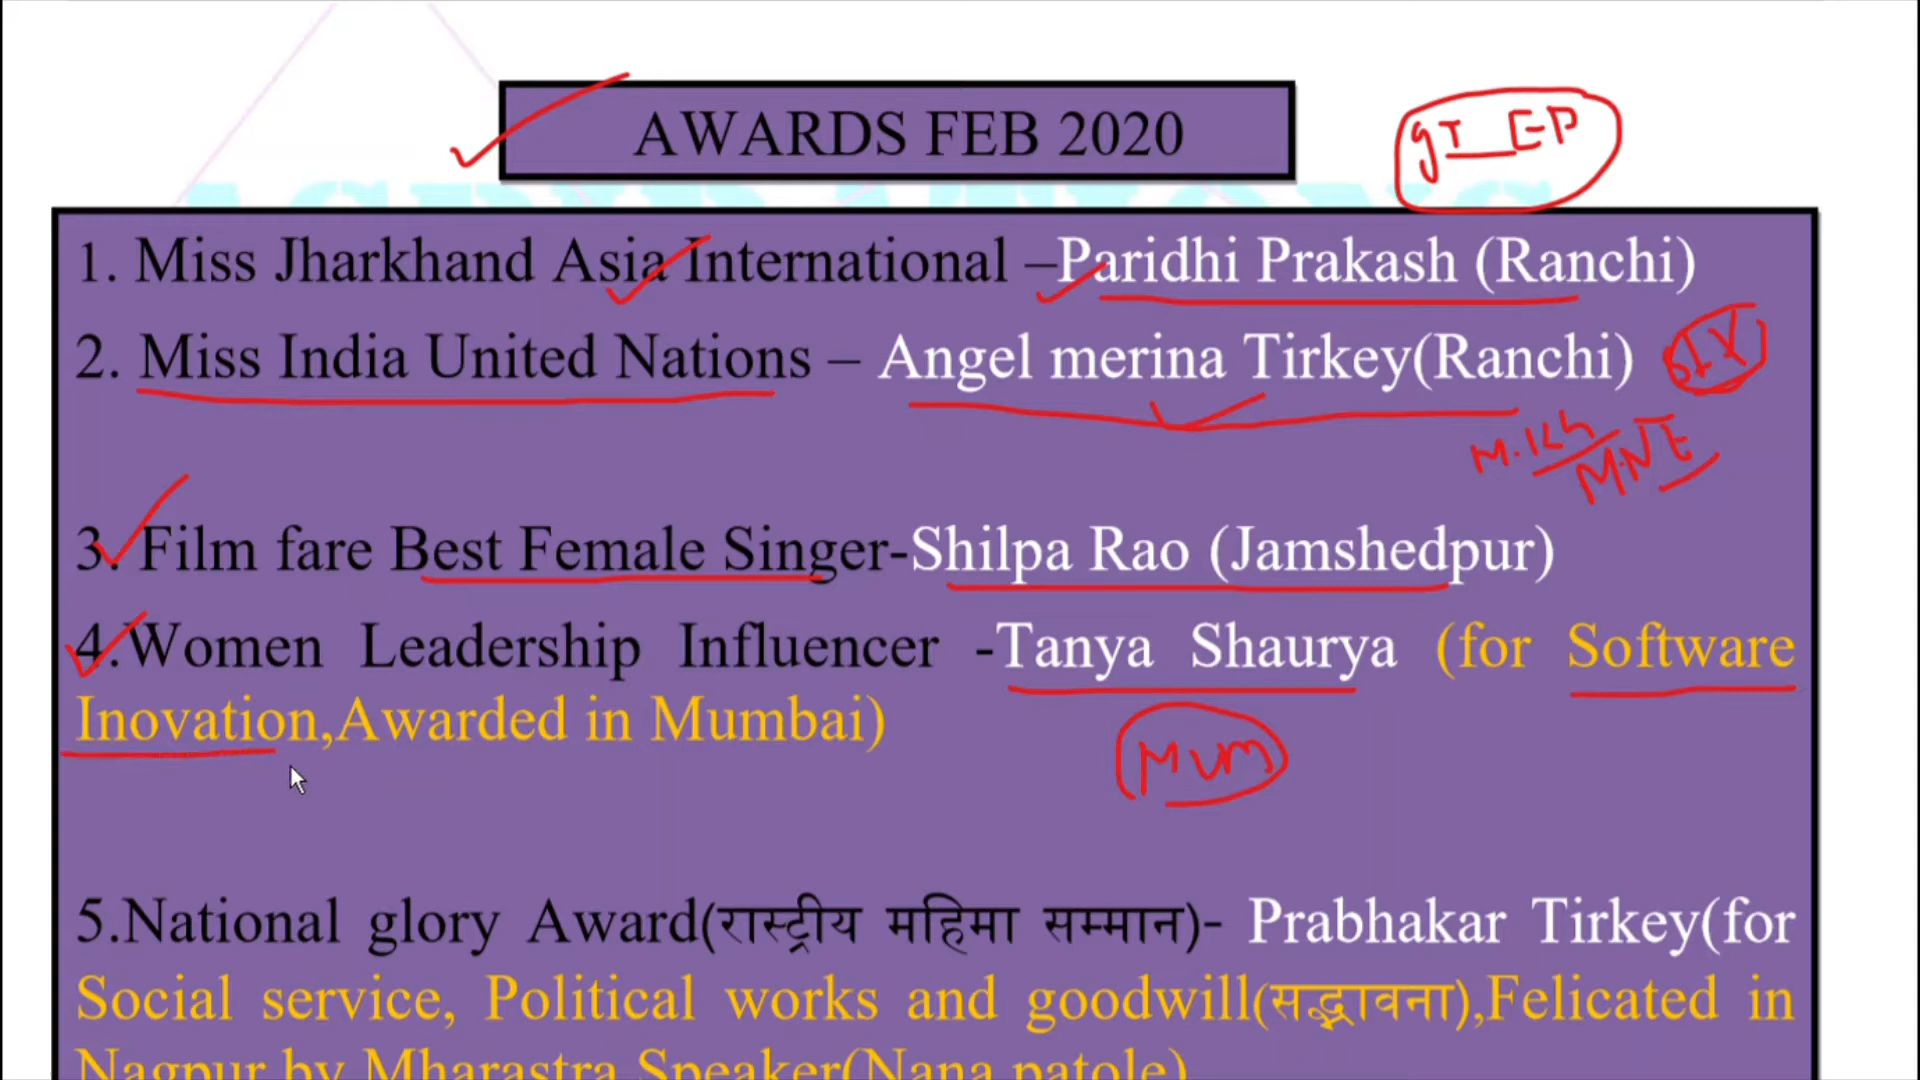 AWARDS FEB 2020
gT EP
1. Miss Jharkhand Asia International –Paridhi Prakash (Ranchi)
2. Miss India United Nations – Angel merina Tirkey(Ranchi)
3. Film fare Best Female Singer-Shilpa Rao (Jamshedpur)
4.Women Leadership Influencer -Tanya Shaurya (for Software
Inovation,Awarded in Mumbai)
MUM
5.National glory Award(रास्ट्रीय महिमा सम्मान)- Prabhakar Tirkey(for
Social service, Political works and goodwill(सद्भावना),Felicated in
Nagpur by Mharastra Speaker(Nana patole)